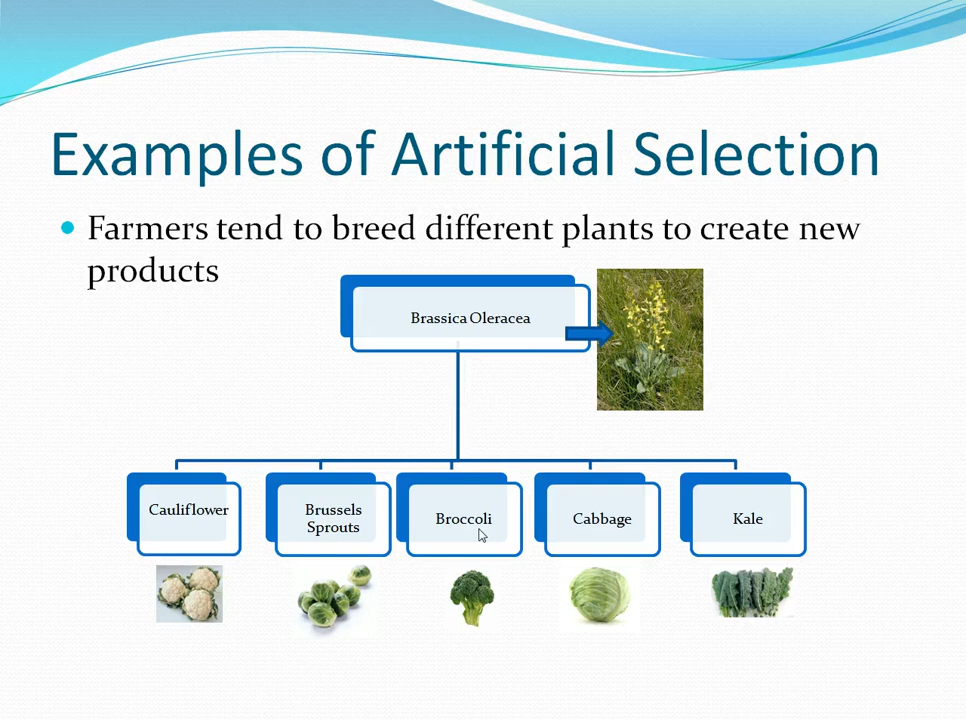 Examples of Artificial Selection
Farmers tend to breed different plants to create new
products
Brassica Oleracea
Cauliflower
Brussels
Sprouts
Broccoli
Cabbage
Kale